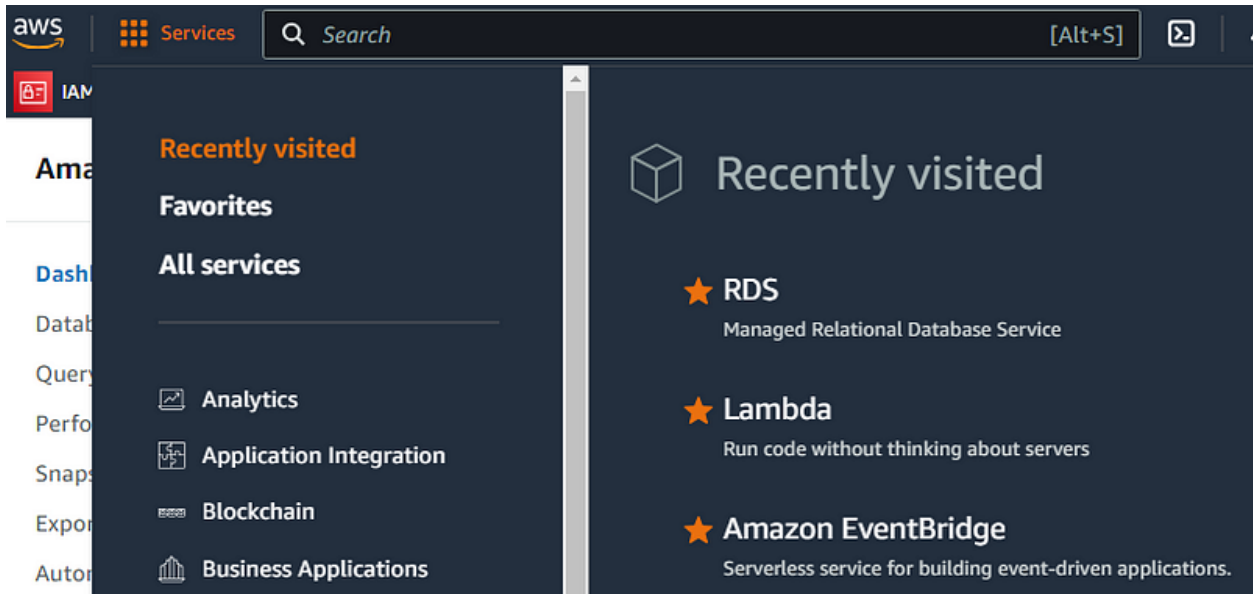 aws
Services
Search
[Alt+S]
IAM
Ama
Dash
Datab
Query
Perfo
Snaps
Expor
Autor
Recently visited
Favorites
All services
Analytics
Application Integration
Blockchain
Business Applications
Recently visited
RDS
Managed Relational Database Service
Lambda
Run code without thinking about servers
Amazon EventBridge
Serverless service for building event-driven applications.